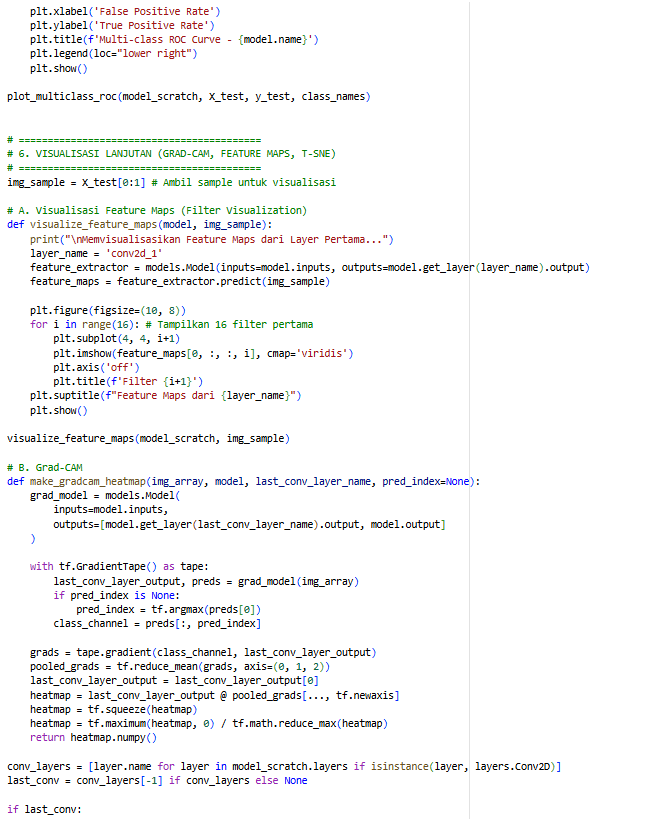 plt.xlabel('False Positive Rate')
    plt.ylabel('True Positive Rate')
    plt.title(f'Multi-class ROC Curve - {model.name}')
    plt.legend(loc="lower right")
    plt.show()

plot_multiclass_roc(model_scratch, X_test, y_test, class_names)


# ==========================================
# 6. VISUALISASI LANJUTAN (GRAD-CAM, FEATURE MAPS, T-SNE)
# ==========================================
img_sample = X_test[0:1] # Ambil sample untuk visualisasi

# A. Visualisasi Feature Maps (Filter Visualization)
def visualize_feature_maps(model, img_sample):
    print("\nMemvisualisasikan Feature Maps dari Layer Pertama...")
    layer_name = 'conv2d_1'
    feature_extractor = models.Model(inputs=model.inputs, outputs=model.get_layer(layer_name).output)
    feature_maps = feature_extractor.predict(img_sample)

    plt.figure(figsize=(10, 8))
    for i in range(16): # Tampilkan 16 filter pertama
        plt.subplot(4, 4, i+1)
        plt.imshow(feature_maps[0, :, :, i], cmap='viridis')
        plt.axis('off')
        plt.title(f'Filter {i+1}')
    plt.suptitle(f"Feature Maps dari {layer_name}")
    plt.show()

visualize_feature_maps(model_scratch, img_sample)

# B. Grad-CAM
def make_gradcam_heatmap(img_array, model, last_conv_layer_name, pred_index=None):
    grad_model = models.Model(
        inputs=model.inputs,
        outputs=[model.get_layer(last_conv_layer_name).output, model.output]
    )

    with tf.GradientTape() as tape:
        last_conv_layer_output, preds = grad_model(img_array)
        if pred_index is None:
            pred_index = tf.argmax(preds[0])
        class_channel = preds[:, pred_index]

    grads = tape.gradient(class_channel, last_conv_layer_output)
    pooled_grads = tf.reduce_mean(grads, axis=(0, 1, 2))
    last_conv_layer_output = last_conv_layer_output[0]
    heatmap = last_conv_layer_output @ pooled_grads[..., tf.newaxis]
    heatmap = tf.squeeze(heatmap)
    heatmap = tf.maximum(heatmap, 0) / tf.math.reduce_max(heatmap)
    return heatmap.numpy()

conv_layers = [layer.name for layer in model_scratch.layers if isinstance(layer, layers.Conv2D)]
last_conv = conv_layers[-1] if conv_layers else None

if last_conv: